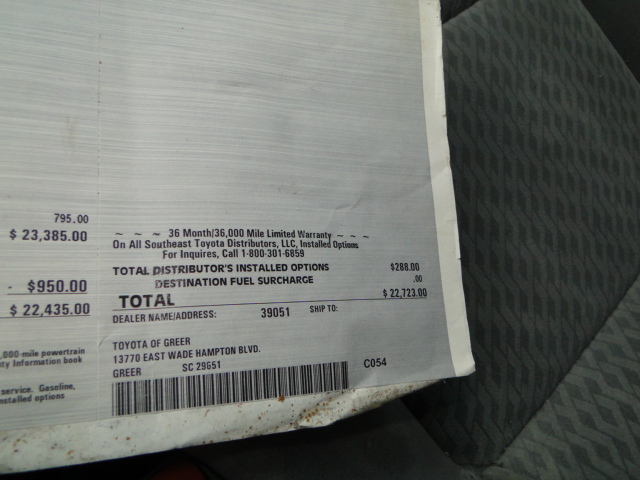 795.00
$ 23,385.00
- $950.00
$ 22,435.00
,000-mile powertrain
ty Information book
service. Gasoline,
nstalled options
~ ~ ~ 36 Month/36,000 Mile Limited Warranty ~ ~ ~
On All Southeast Toyota Distributors, LLC, Installed Options
For Inquires, Call 1-800-301-6859
TOTAL DISTRIBUTOR'S INSTALLED OPTIONS $288.00
DESTINATION FUEL SURCHARGE .00
TOTAL $ 22,723.00
DEALER NAME/ADDRESS: 39051 SHIP TO:
TOYOTA OF GREER
13770 EAST WADE HAMPTON BLVD.
GREER SC 29651
C054